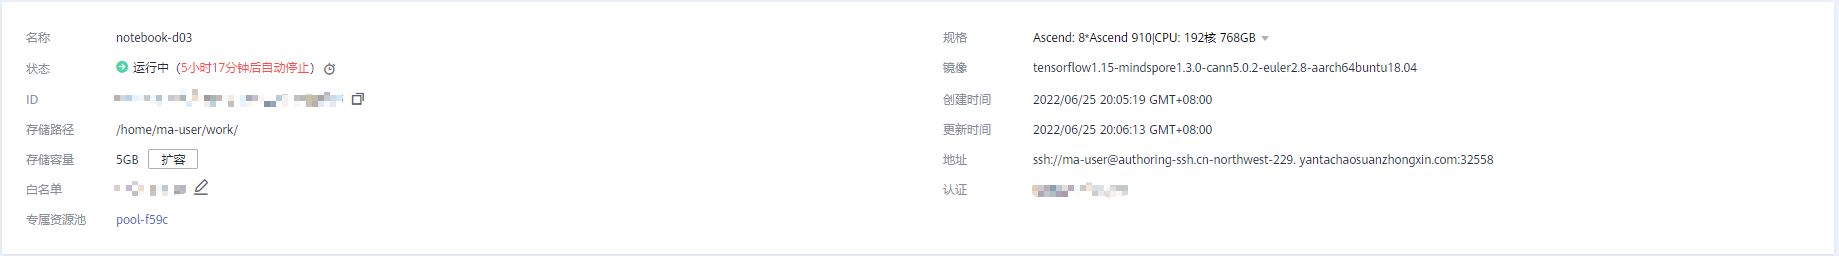 名称 notebook-d03
状态 运行中（5小时17分钟后自动停止）
ID
存储路径 /home/ma-user/work/
存储容量 5GB 扩容
白名单
专属资源池 pool-f59c
规格 Ascend: 8*Ascend 910|CPU: 192核 768GB
镜像 tensorflow1.15-mindspore1.3.0-cann5.0.2-euler2.8-aarch64buntu18.04
创建时间 2022/06/25 20:05:19 GMT+08:00
更新时间 2022/06/25 20:06:13 GMT+08:00
地址 ssh://ma-user@authoring-ssh.cn-northwest-229. yantachaosuanzhongxin.com:32558
认证